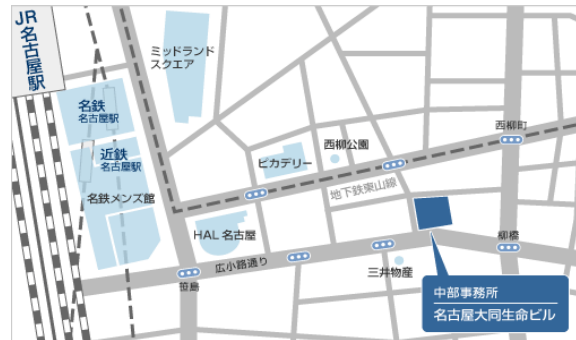 JR名古屋駅
ミッドランド
スクエア
名鉄
名古屋駅
近鉄
名古屋駅
名鉄メンズ館
ピカデリー
西柳公園
西柳町
地下鉄東山線
HAL 名古屋
広小路通り
笹島
三井物産
柳橋
中部事務所
名古屋大同生命ビル